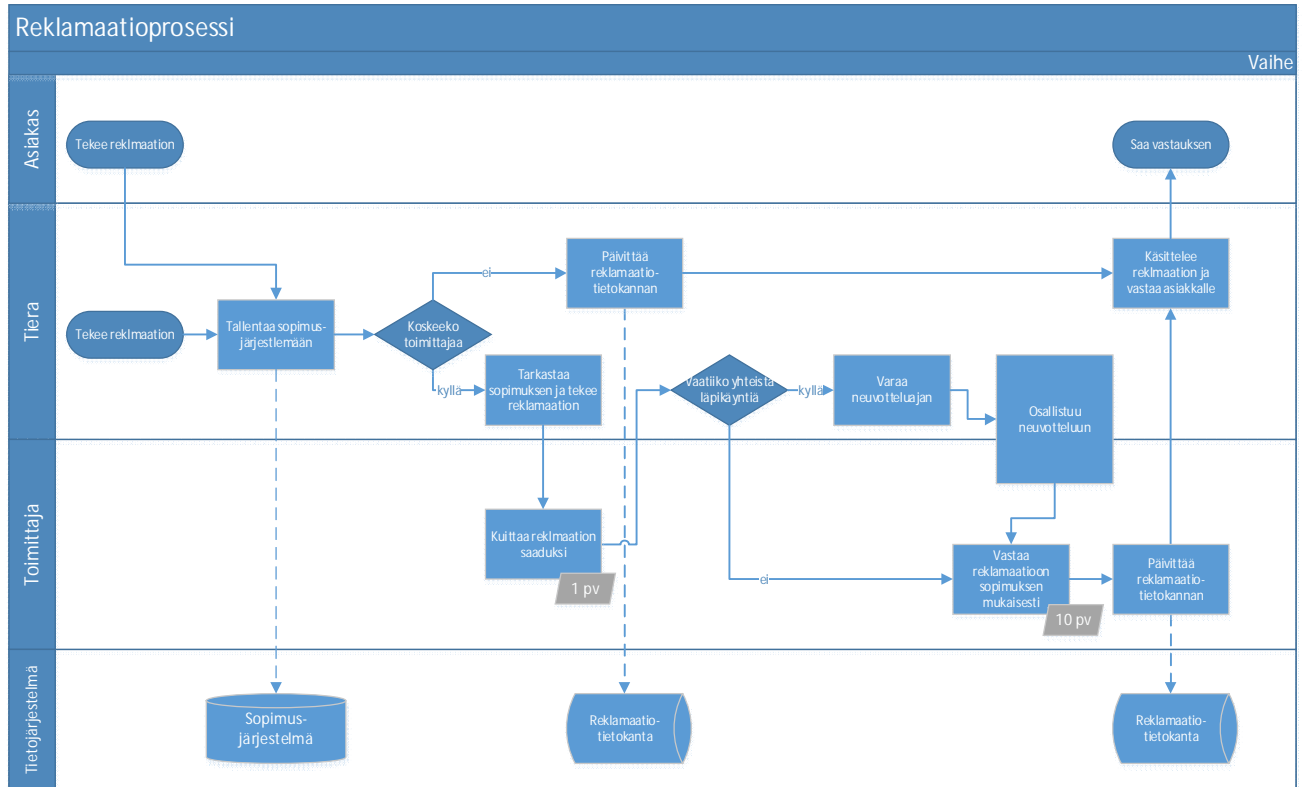 Reklamaatioprosessi
Vaihe
Asiakas
Tekee reklmaation
Saa vastauksen
Tiera
Tekee reklmaation
Tallentaa sopimus-
järjestlemään
Koskeeko
toimittajaa
ei
kyllä
Päivittää
reklamaatio-
tietokannan
Tarkastaa
sopimuksen ja tekee
reklamaation
Vaatiiko yhteistä
läpikäyntiä
kyllä
ei
Varaa
neuvotteluajan
Osallistuu
neuvotteluun
Käsittelee
reklmaation ja
vastaa asiakkalle
Toimittaja
Kuittaa reklmaation
saaduksi
1 pv
Vastaa
reklamaatioon
sopimuksen
mukaisesti
10 pv
Päivittää
reklamaatio-
tietokannan
Tietojärjestelmä
Sopimus-
järjestelmä
Reklamaatio-
tietokanta
Reklamaatio-
tietokanta